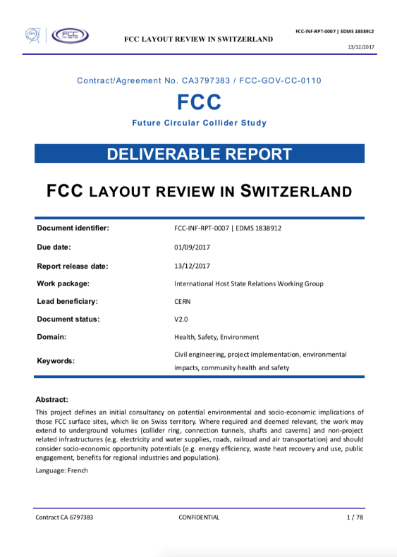 FCC-INF-RPT-0007 | EDMS 1838912
CERN
FCC
FCC LAYOUT REVIEW IN SWITZERLAND
13/12/2017
Contract/Agreement No. CA3797383 / FCC-GOV-CC-0110
FCC
Future Circular Collider Study
DELIVERABLE REPORT
FCC LAYOUT REVIEW IN SWITZERLAND
Document identifier: FCC-INF-RPT-0007 | EDMS 1838912
Due date: 01/09/2017
Report release date: 13/12/2017
Work package: International Host State Relations Working Group
Lead beneficiary: CERN
Document status: V2.0
Domain: Health, Safety, Environment
Keywords: Civil engineering, project implementation, environmental
impacts, community health and safety
Abstract:
This project defines an initial consultancy on potential environmental and socio-economic implications of
those FCC surface sites, which lie on Swiss territory. Where required and deemed relevant, the work may
extend to underground volumes (collider ring, connection tunnels, shafts and caverns) and non-project
related infrastructures (e.g. electricity and water supplies, roads, railroad and air transportation) and should
consider socio-economic opportunity potentials (e.g. energy efficiency, waste heat recovery and use, public
engagement, benefits for regional industries and population).
Language: French
Contract CA 6797383 CONFIDENTIAL 1 / 78